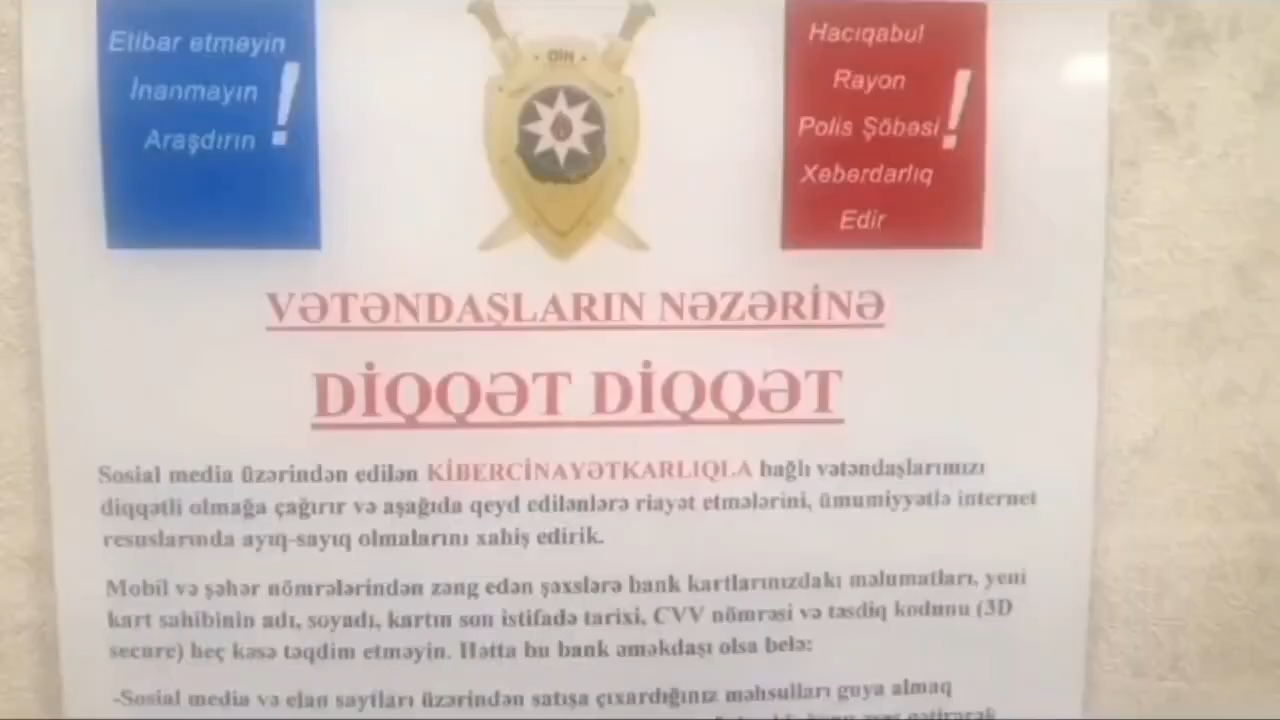 Etibar etməyin
İnanmayın
Araşdırın
!
DİN
Hacıqabul
Rayon
Polis Şöbəsi
Xəbərdarlıq
Edir
!
VƏTƏNDAŞLARIN NƏZƏRİNƏ
DİQQƏT DİQQƏT
Sosial media üzərindən edilən KİBERCİNAYƏTKARLIQLA bağlı vətəndaşlarımızı
diqqətli olmağa çağırır və aşağıda qeyd edilənlərə riayət etmələrini, ümumiyyətlə internet
resuslarında ayıq-sayıq olmalarını xahiş edirik.
Mobil və şəhər nömrələrindən zəng edən şəxslərə bank kartlarınızdakı məlumatları, yeni
kart sahibinin adı, soyadı, kartın son istifadə tarixi, CVV nömrəsi və təsdiq kodunu (3D
secure) heç kəsə təqdim etməyin. Hətta bu bank əməkdaşı olsa belə:
-Sosial media və elan saytları üzərindən satışa çıxardığınız məhsulları guya almaq